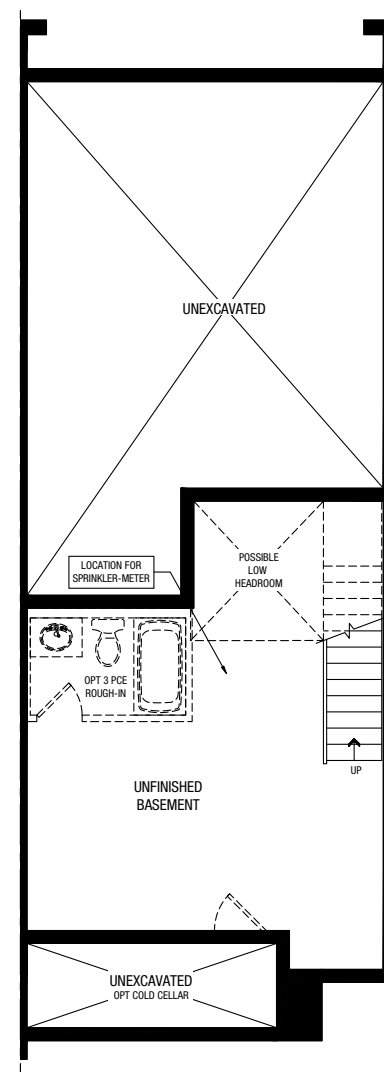 UNEXCAVATED
LOCATION FOR
SPRINKLER-METER
POSSIBLE
LOW
HEADROOM
OPT 3 PCE
ROUGH-IN
UP
UNFINISHED
BASEMENT
UNEXCAVATED
OPT COLD CELLAR